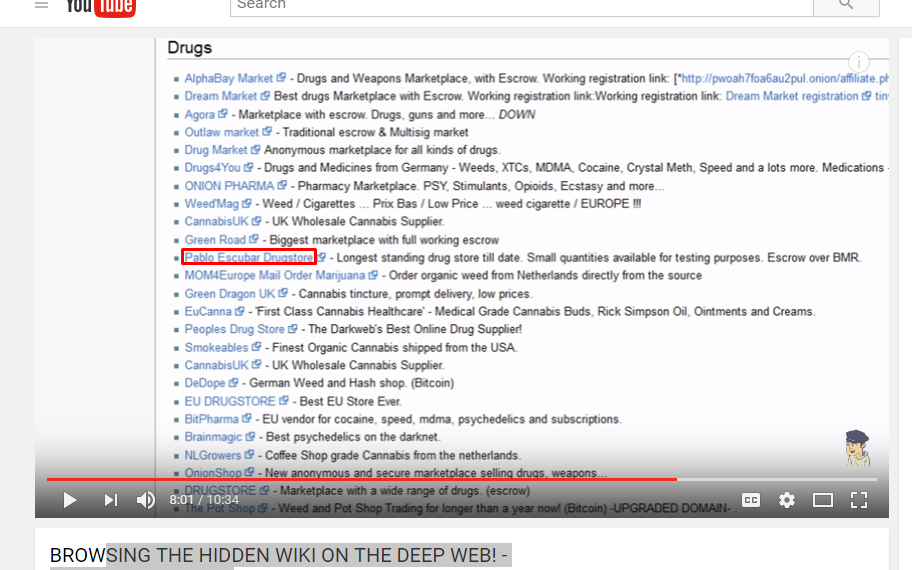 YouTube
Search
Drugs
AlphaBay Market - Drugs and Weapons Marketplace, with Escrow. Working registration link: [*http://pwoah7foa6au2pul.onion/affiliate.ph
Dream Market Best drugs Marketplace with Escrow. Working registration link:Working registration link: Dream Market registration tin
Agora - Marketplace with escrow. Drugs, guns and more... DOWN
Outlaw market - Traditional escrow & Multisig market
Drug Market Anonymous marketplace for all kinds of drugs.
Drugs4You - Drugs and Medicines from Germany - Weeds, XTCs, MDMA, Cocaine, Crystal Meth, Speed and a lots more. Medications -
ONION PHARMA - Pharmacy Marketplace. PSY, Stimulants, Opioids, Ecstasy and more...
Weed'Mag - Weed / Cigarettes ... Prix Bas / Low Price ... weed cigarette / EUROPE !!!
CannabisUK - UK Wholesale Cannabis Supplier.
Green Road - Biggest marketplace with full working escrow
Pablo Escubar Drugstore - Longest standing drug store till date. Small quantities available for testing purposes. Escrow over BMR.
MOM4Europe Mail Order Marijuana - Order organic weed from Netherlands directly from the source
Green Dragon UK - Cannabis tincture, prompt delivery, low prices.
EuCanna - 'First Class Cannabis Healthcare' - Medical Grade Cannabis Buds, Rick Simpson Oil, Ointments and Creams.
Peoples Drug Store - The Darkweb's Best Online Drug Supplier!
Smokeables - Finest Organic Cannabis shipped from the USA.
CannabisUK - UK Wholesale Cannabis Supplier.
DeDope - German Weed and Hash shop. (Bitcoin)
EU DRUGSTORE - Best EU Store Ever.
BitPharma - EU vendor for cocaine, speed, mdma, psychedelics and subscriptions.
Brainmagic - Best psychedelics on the darknet.
NLGrowers - Coffee Shop grade Cannabis from the netherlands.
OnionShop - New anonymous and secure marketplace selling drugs, weapons...
DRUGSTORE - Marketplace with a wide range of drugs. (escrow)
The Pot Shop - Weed and Pot Shop Trading for longer than a year now! (Bitcoin) -UPGRADED DOMAIN- .
8:01 / 10:34
CC
BROWSING THE HIDDEN WIKI ON THE DEEP WEB! -